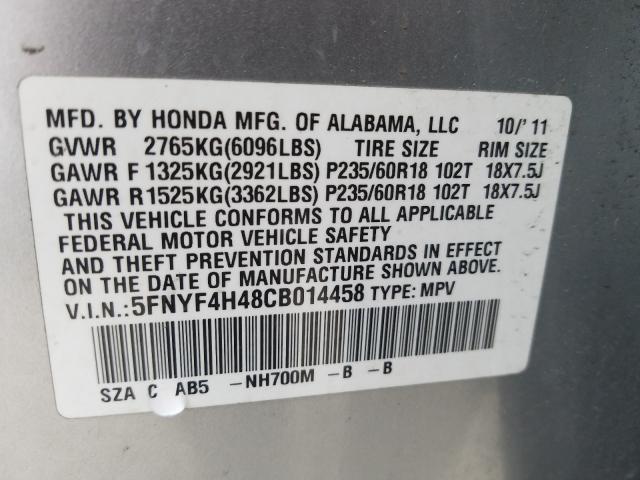 MFD. BY HONDA MFG. OF ALABAMA, LLC 10/' 11
GVWR 2765KG(6096LBS) TIRE SIZE RIM SIZE
GAWR F 1325KG(2921LBS) P235/60R18 102T 18X7.5J
GAWR R 1525KG(3362LBS) P235/60R18 102T 18X7.5J
THIS VEHICLE CONFORMS TO ALL APPLICABLE
FEDERAL MOTOR VEHICLE SAFETY
AND THEFT PREVENTION STANDARDS IN EFFECT
ON THE DATE OF MANUFACTURE SHOWN ABOVE.
V.I.N.:5FNYF4H48CB014458 TYPE: MPV
SZA C AB5 -NH700M -B -B